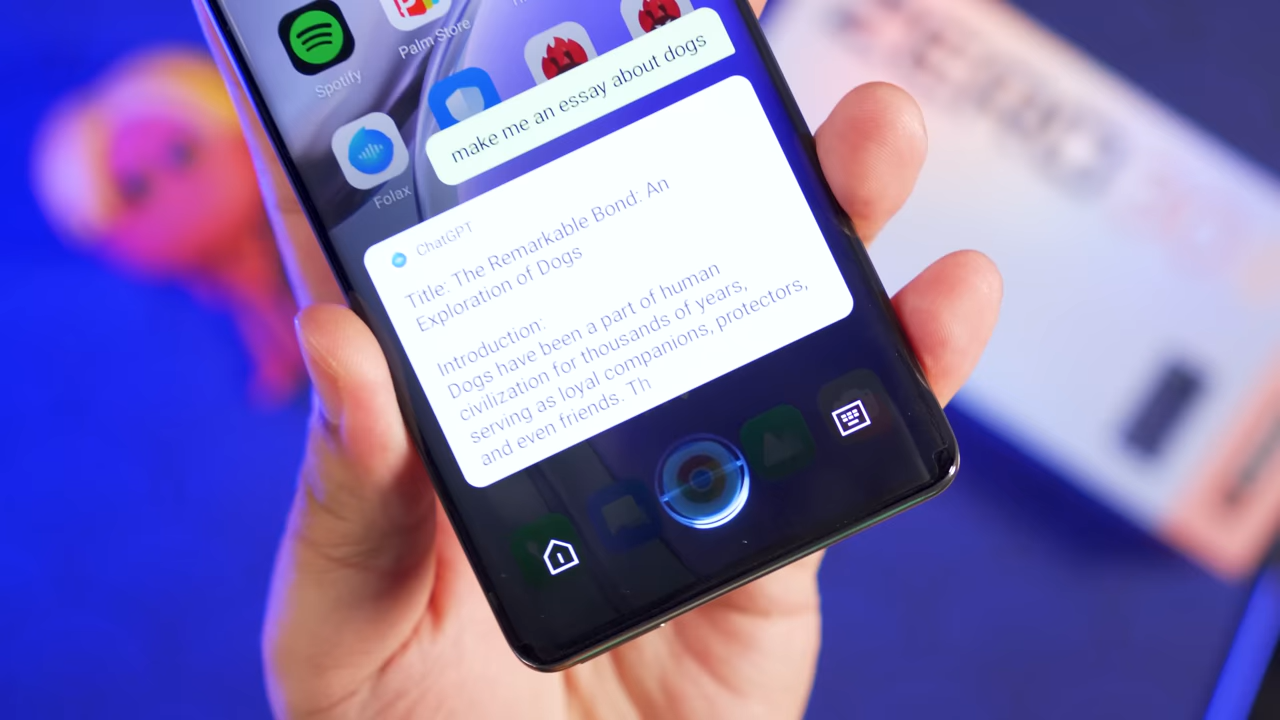 Spotify
Palm Store
Folax
make me an essay about dogs
ChatGPT
Title: The Remarkable Bond: An
Exploration of Dogs
Introduction:
Dogs have been a part of human
civilization for thousands of years,
serving as loyal companions, protectors,
and even friends. Th